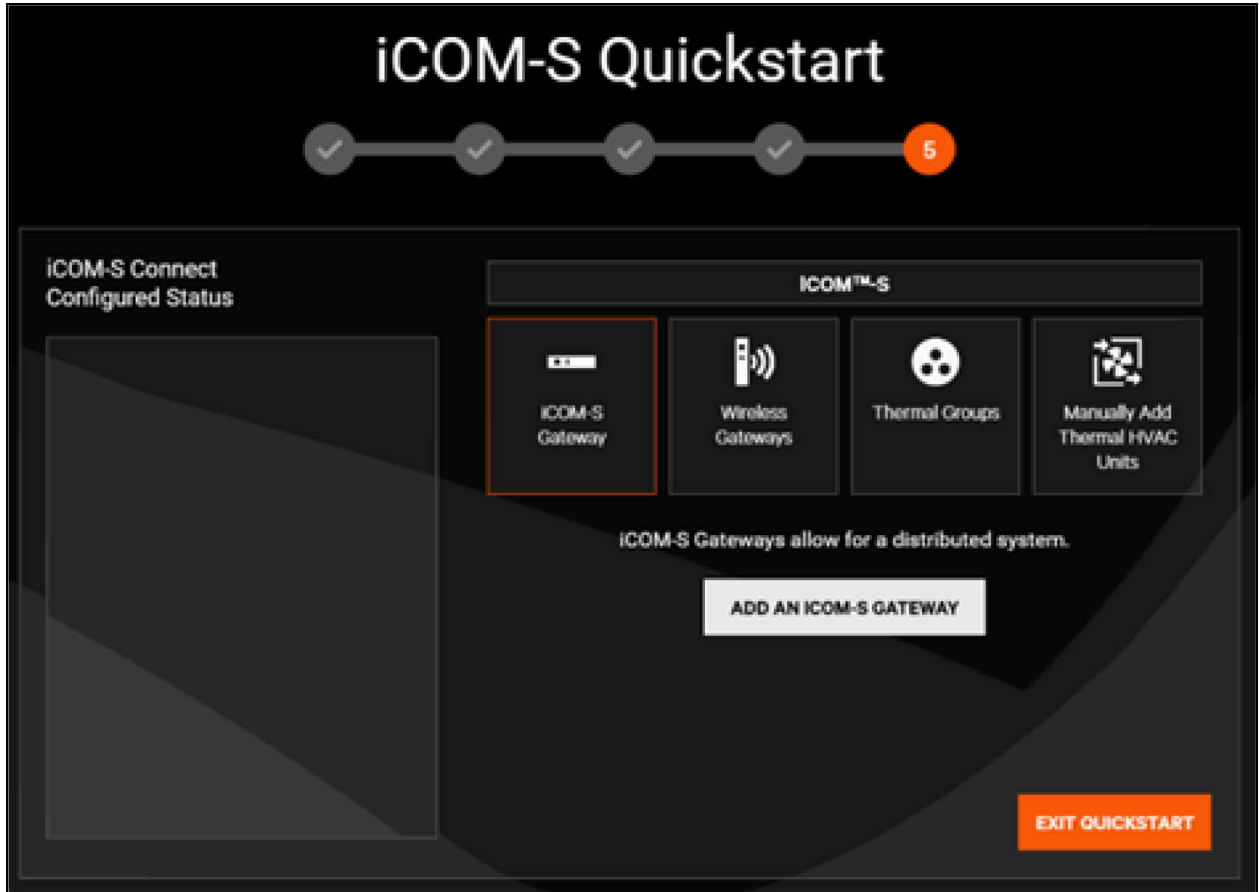 iCOM-S Quickstart
5
iCOM-S Connect
Configured Status
ICOM™-S
iCOM-S
Gateway
Wireless
Gateways
Thermal Groups
Manually Add
Thermal HVAC
Units
iCOM-S Gateways allow for a distributed system.
ADD AN ICOM-S GATEWAY
EXIT QUICKSTART